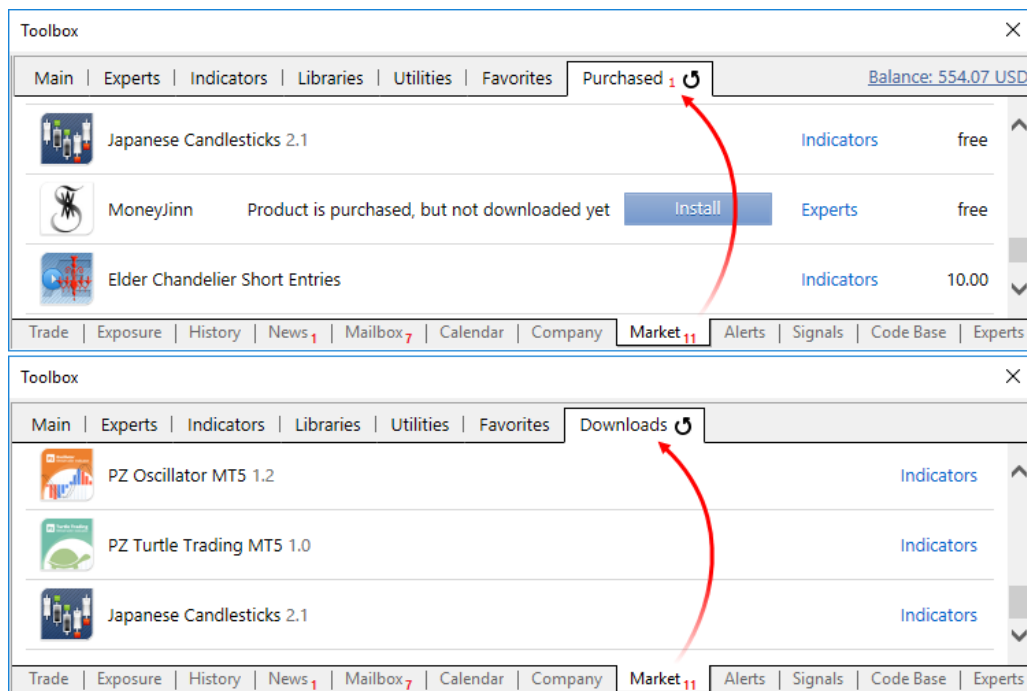 Toolbox
Main | Experts | Indicators | Libraries | Utilities | Favorites Purchased 1 Balance: 554.07 USD
Japanese Candlesticks 2.1 Indicators free
MoneyJinn Product is purchased, but not downloaded yet Install Experts free
Elder Chandelier Short Entries Indicators 10.00
Trade | Exposure | History | News 1 | Mailbox 7 | Calendar | Company Market 11 Alerts | Signals | Code Base | Experts
Toolbox
Main | Experts | Indicators | Libraries | Utilities | Favorites Downloads
PZ Oscillator MT5 1.2 Indicators
PZ Turtle Trading MT5 1.0 Indicators
Japanese Candlesticks 2.1 Indicators
Trade | Exposure | History | News 1 | Mailbox 7 | Calendar | Company Market 11 Alerts | Signals | Code Base | Experts